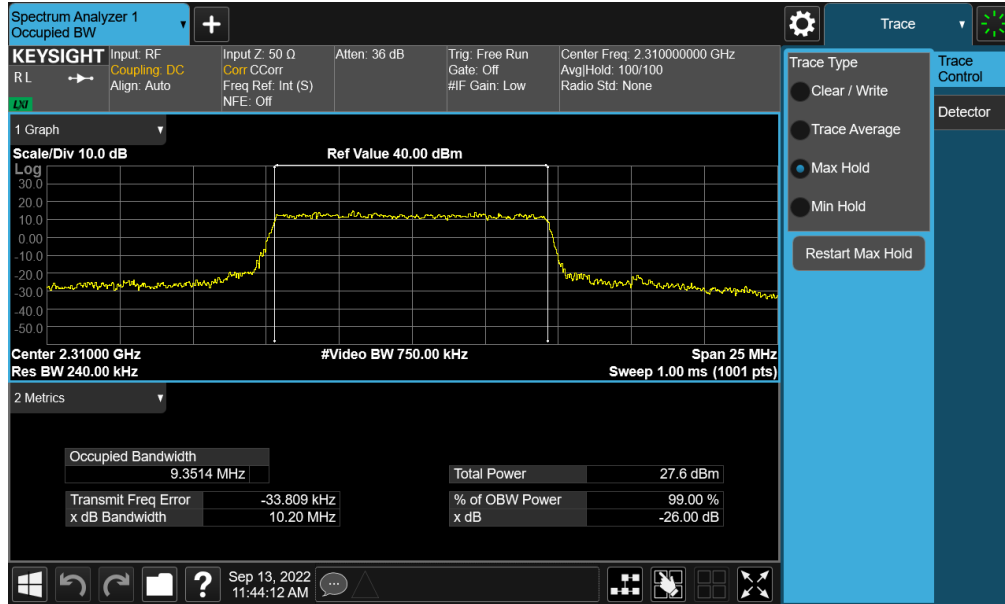 Spectrum Analyzer 1
Occupied BW
+
Trace
KEYSIGHT
R L
LXI
Input: RF
Coupling: DC
Align: Auto
Input Z: 50 Ω
Corr CCorr
Freq Ref: Int (S)
NFE: Off
Atten: 36 dB
Trig: Free Run
Gate: Off
#IF Gain: Low
Center Freq: 2.310000000 GHz
Avg|Hold: 100/100
Radio Std: None
Trace Type
Clear / Write
Trace Average
Max Hold
Min Hold
Restart Max Hold
Trace
Control
Detector
1 Graph
Scale/Div 10.0 dB
Ref Value 40.00 dBm
Log
30.0
20.0
10.0
0.00
-10.0
-20.0
-30.0
-40.0
-50.0
Center 2.31000 GHz
#Video BW 750.00 kHz
Span 25 MHz
Res BW 240.00 kHz
Sweep 1.00 ms (1001 pts)
2 Metrics
Occupied Bandwidth
9.3514 MHz
Total Power 27.6 dBm
Transmit Freq Error -33.809 kHz
% of OBW Power 99.00 %
x dB Bandwidth 10.20 MHz
x dB -26.00 dB
?
Sep 13, 2022
11:44:12 AM